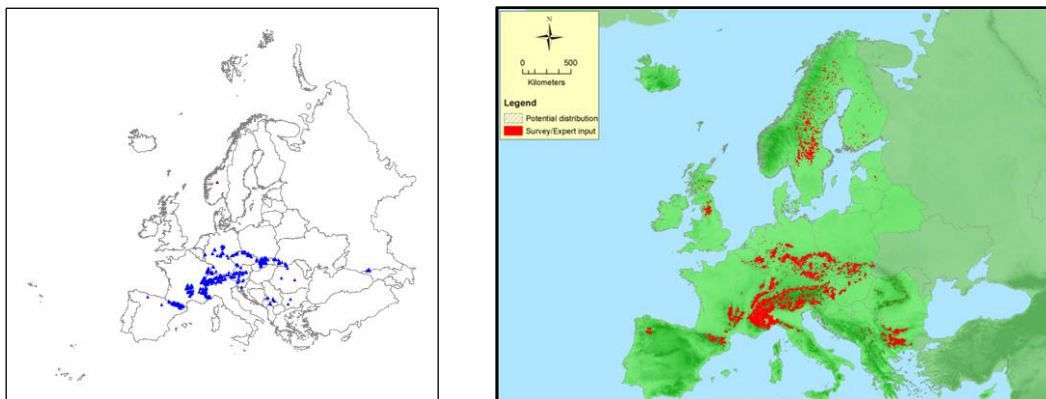 N
0 500
Kilometers
Legend
Potential distribution
Survey/Expert input